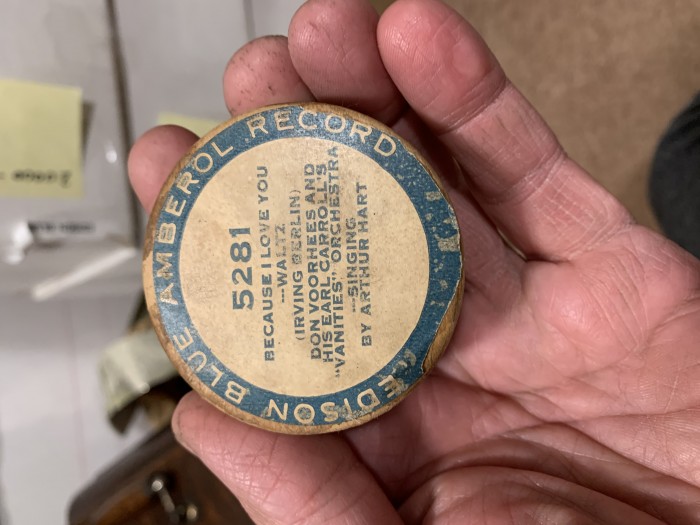 EDISON BLUE AMBEROL RECORD
5281
BECAUSE I LOVE YOU
—WALTZ
(IRVING BERLIN)
DON VOORHEES AND
HIS EARL CARROLL'S
"VANITIES" ORCHESTRA
—SINGING
BY ARTHUR HART